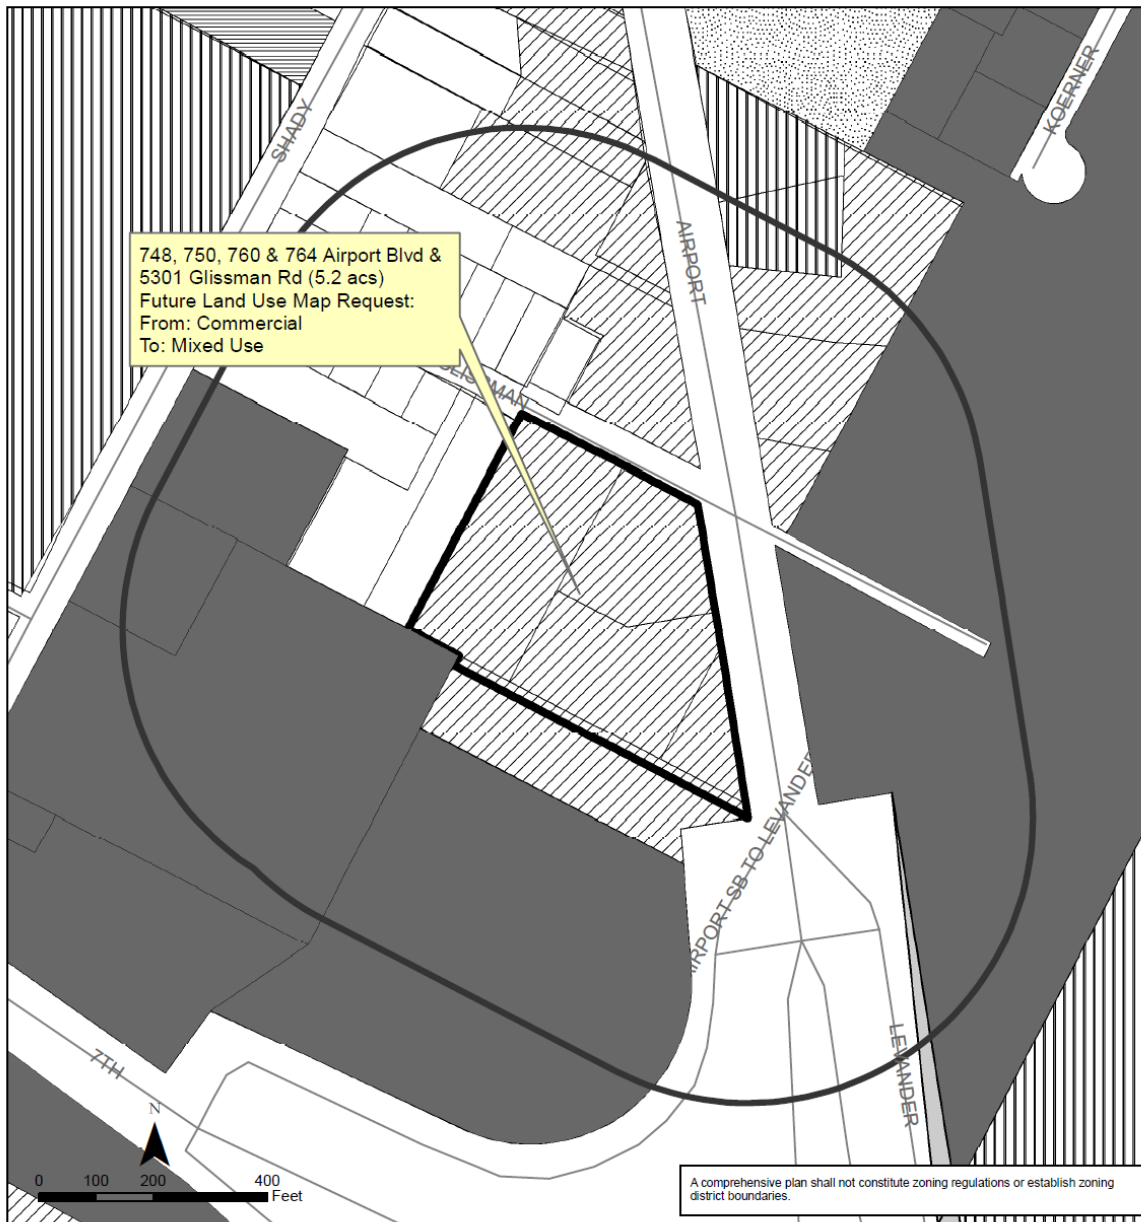 SHADY
KOERNER
AIRPORT
748, 750, 760 & 764 Airport Blvd &
5301 Glissman Rd (5.2 acs)
Future Land Use Map Request:
From: Commercial
To: Mixed Use
GLISSMAN
AIRPORT SB TO LEVANDER
LEVANDER
7TH
N
0 100 200 400
Feet
A comprehensive plan shall not constitute zoning regulations or establish zoning
district boundaries.